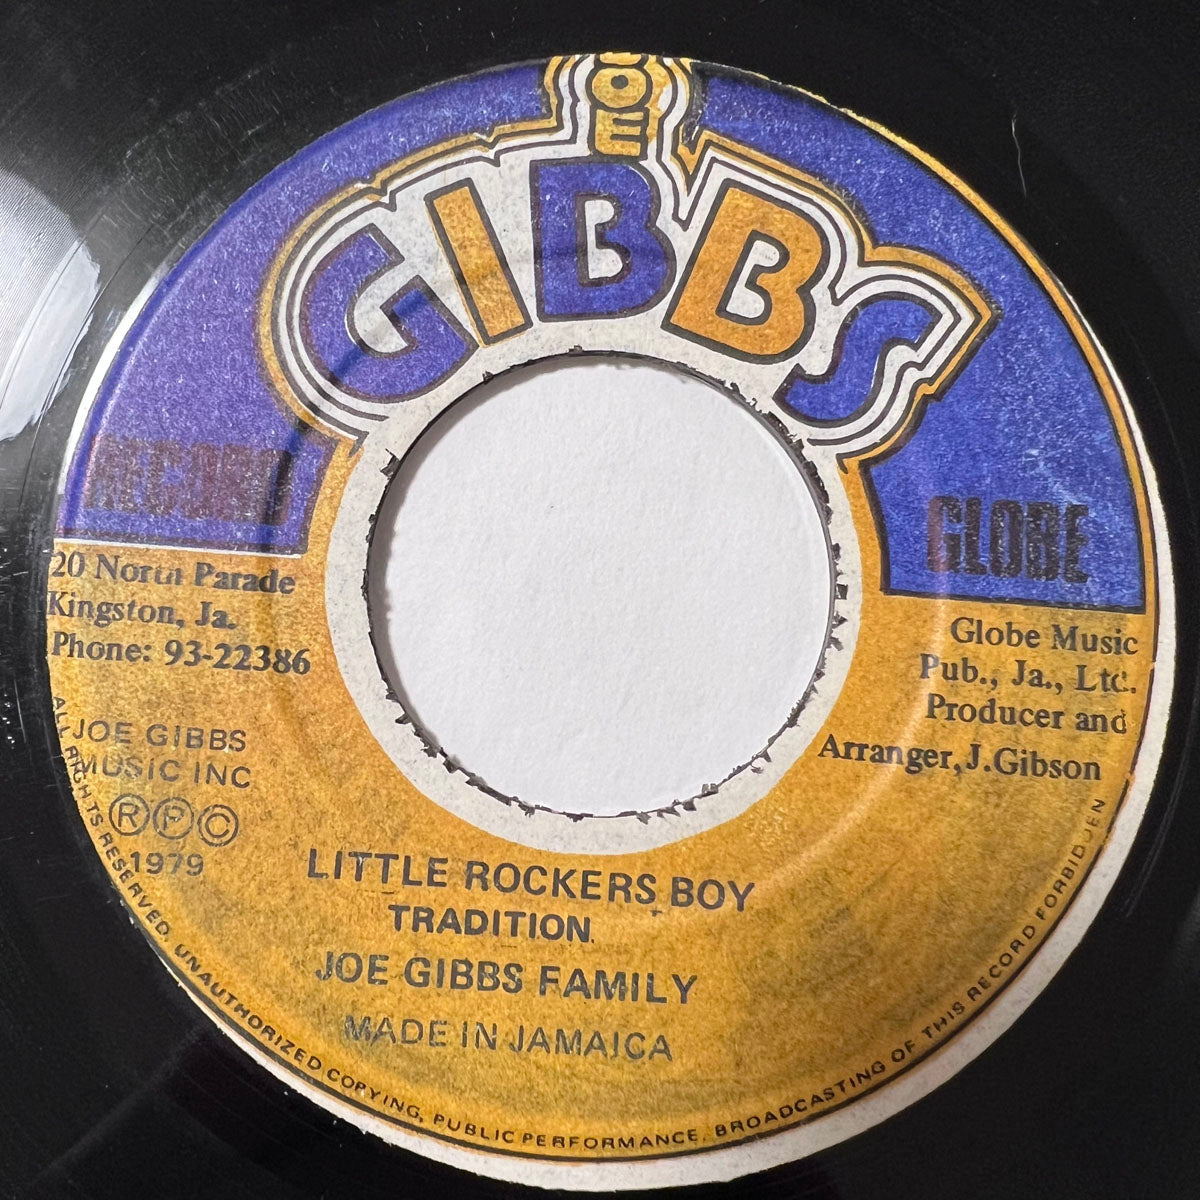 JOE
GIBBS
RECORD
GLOBE
20 North Parade
Kingston, Ja.
Phone: 93-22386
Globe Music
Pub., Ja., Ltd.
Producer and
Arranger, J.Gibson
JOE GIBBS
MUSIC INC
Ⓡ Ⓟ Ⓒ
1979
LITTLE ROCKERS BOY
TRADITION.
JOE GIBBS FAMILY
MADE IN JAMAICA
ALL RIGHTS RESERVED. UNAUTHORIZED COPYING, PUBLIC PERFORMANCE, BROADCASTING OF THIS RECORD FORBIDDEN